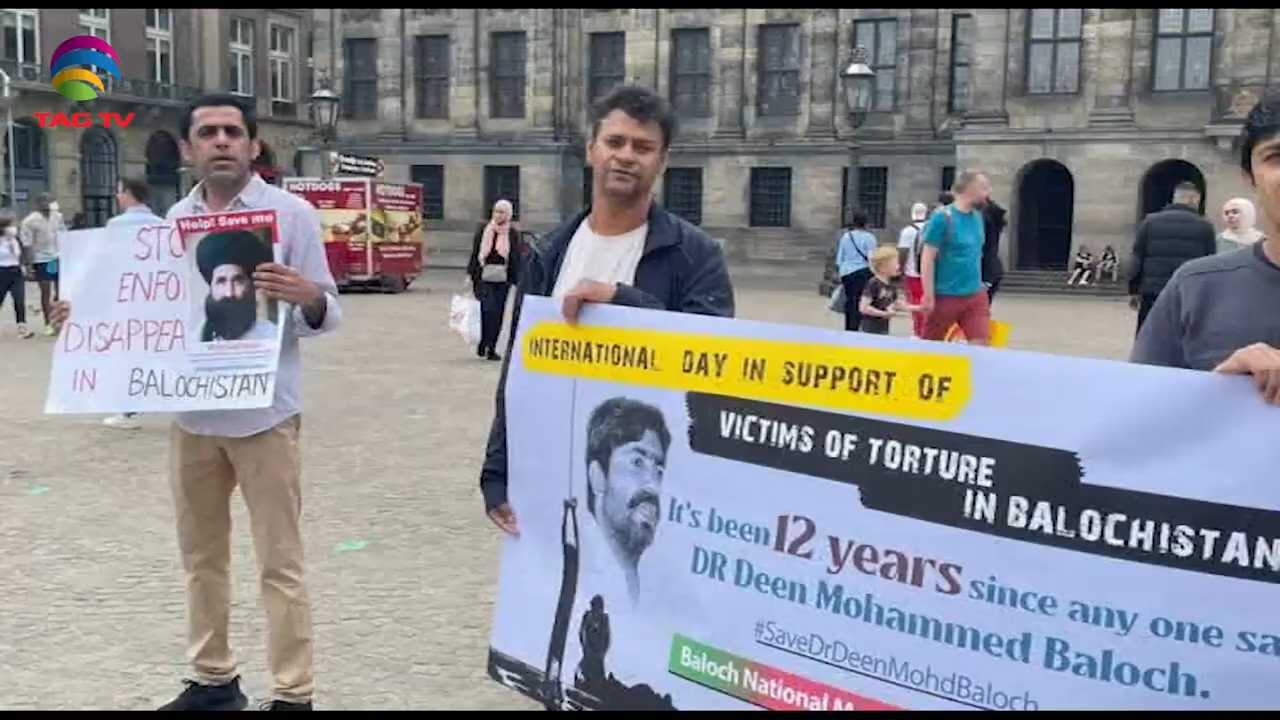 TAG TV
HOTDOGS
HOTDOGS
Help! Save me
STO
ENFO
DISAPPEA
IN BALOCHISTAN
INTERNATIONAL DAY IN SUPPORT OF
VICTIMS OF TORTURE
IN BALOCHISTAN
It's been 12 years since any one sa
DR Deen Mohammed Baloch.
#SaveDrDeenMohdBaloch
Baloch National M